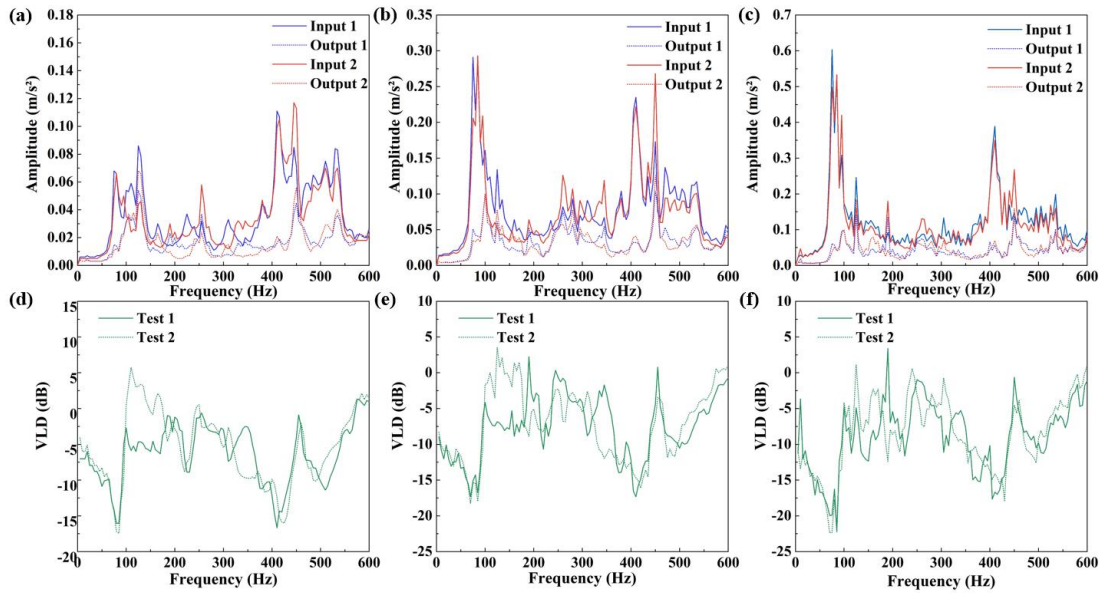 (a)
Amplitude (m/s²)
0.18
0.16
0.14
0.12
0.10
0.08
0.06
0.04
0.02
0.00
Input 1
Output 1
Input 2
Output 2
0 100 200 300 400 500 600
Frequency (Hz)
(b)
Amplitude (m/s²)
0.35
0.30
0.25
0.20
0.15
0.10
0.05
0.00
Input 1
Output 1
Input 2
Output 2
0 100 200 300 400 500 600
Frequency (Hz)
(c)
Amplitude (m/s²)
0.7
0.6
0.5
0.4
0.3
0.2
0.1
0.0
Input 1
Output 1
Input 2
Output 2
0 100 200 300 400 500 600
Frequency (Hz)
(d)
VLD (dB)
15
10
5
0
-5
-10
-15
-20
Test 1
Test 2
0 100 200 300 400 500 600
Frequency (Hz)
(e)
VLD (dB)
10
5
0
-5
-10
-15
-20
-25
Test 1
Test 2
0 100 200 300 400 500 600
Frequency (Hz)
(f)
VLD (dB)
10
5
0
-5
-10
-15
-20
-25
Test 1
Test 2
0 100 200 300 400 500 600
Frequency (Hz)